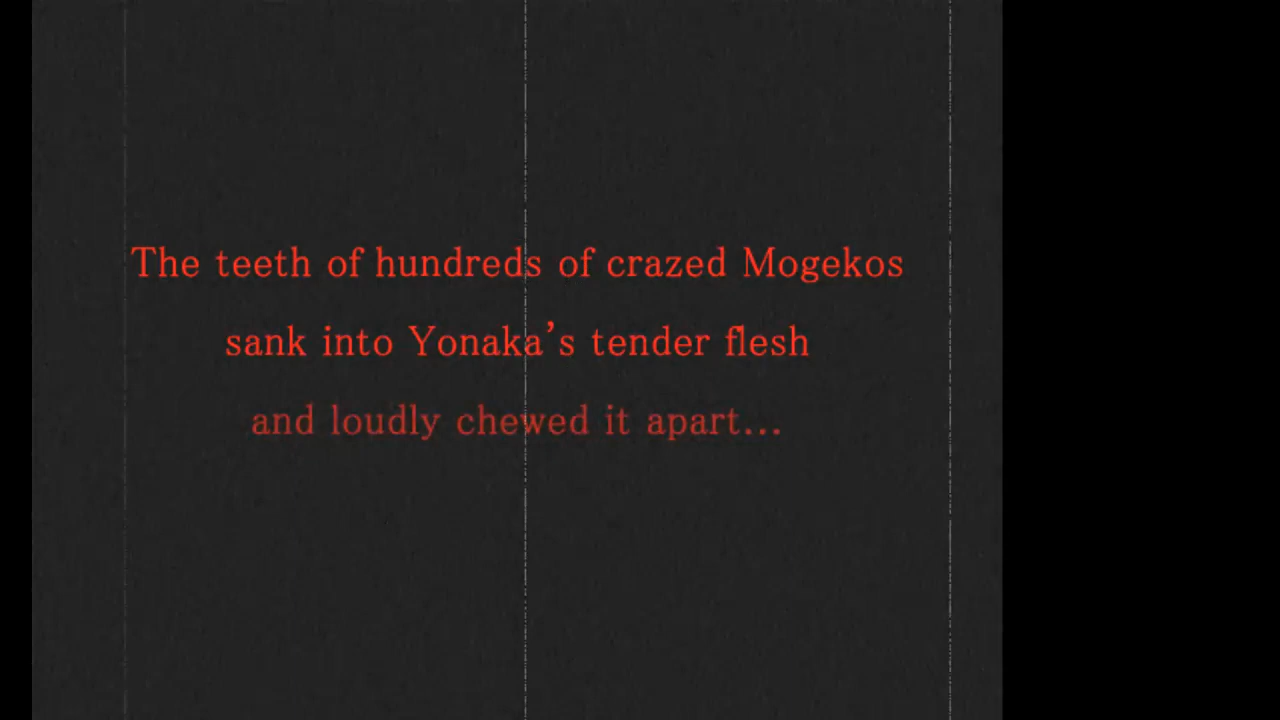 The teeth of hundreds of crazed Mogekos
sank into Yonaka’s tender flesh
and loudly chewed it apart...